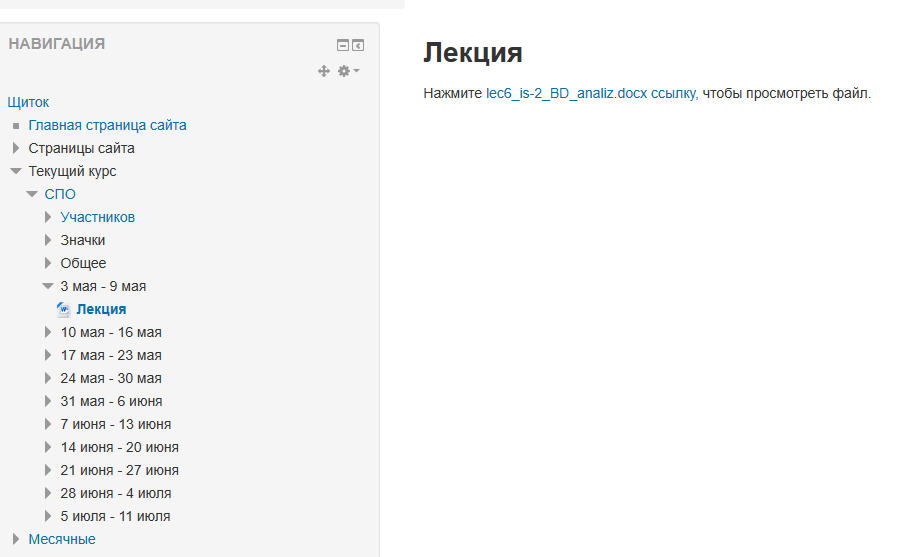 НАВИГАЦИЯ
Щиток
Главная страница сайта
Страницы сайта
Текущий курс
СПО
Участников
Значки
Общее
3 мая - 9 мая
Лекция
10 мая - 16 мая
17 мая - 23 мая
24 мая - 30 мая
31 мая - 6 июня
7 июня - 13 июня
14 июня - 20 июня
21 июня - 27 июня
28 июня - 4 июля
5 июля - 11 июля
Месячные
Лекция
Нажмите lec6_is-2_BD_analiz.docx ссылку, чтобы просмотреть файл.